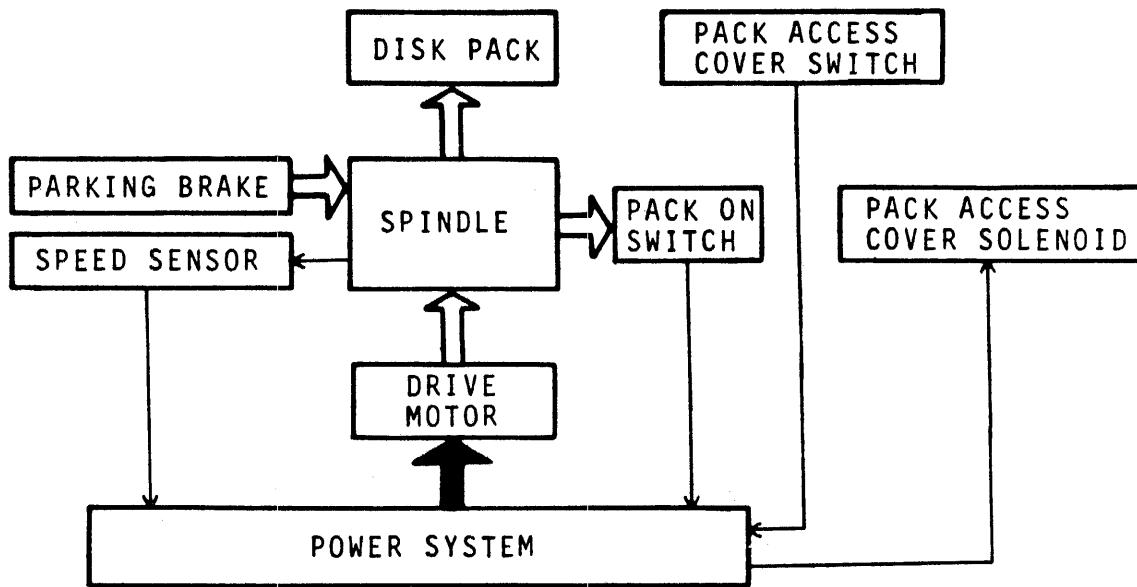 DISK PACK
PACK ACCESS
COVER SWITCH
PARKING BRAKE
SPINDLE
PACK ON
SWITCH
PACK ACCESS
COVER SOLENOID
SPEED SENSOR
DRIVE
MOTOR
POWER SYSTEM